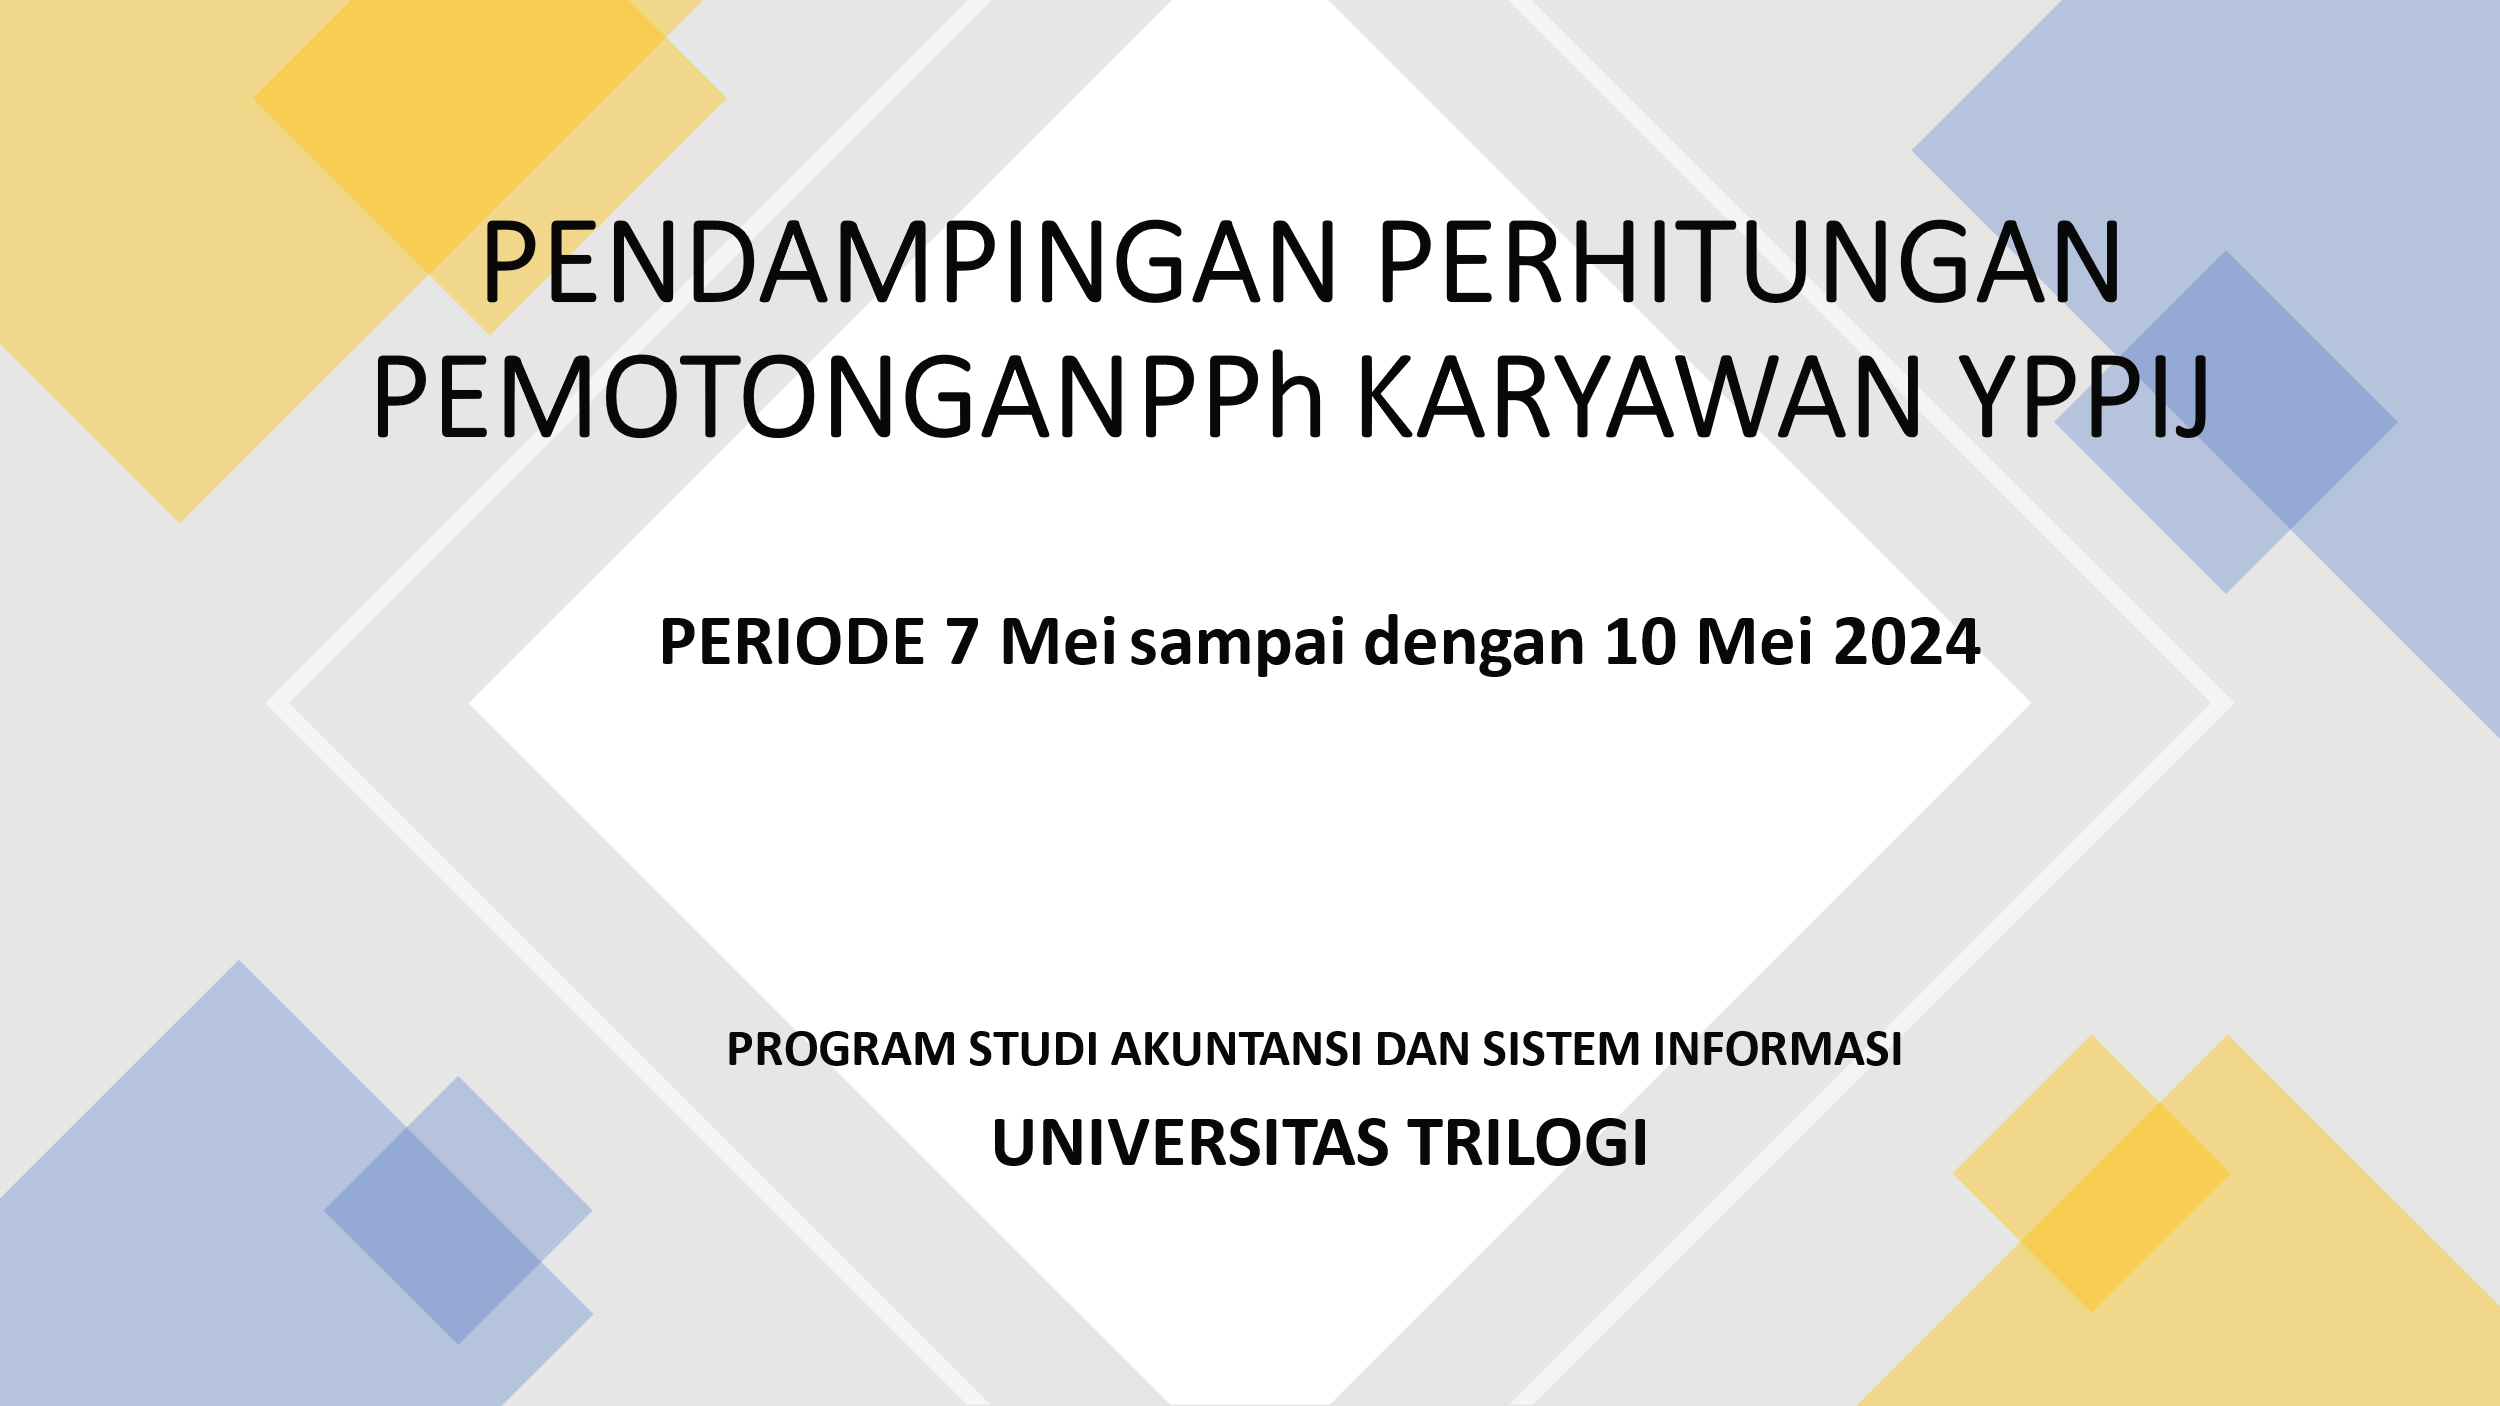 PENDAMPINGAN PERHITUNGAN
PEMOTONGANPPh KARYAWAN YPPIJ
PERIODE 7 Mei sampai dengan 10 Mei 2024
PROGRAM STUDI AKUNTANSI DAN SISTEM INFORMASI
UNIVERSITAS TRILOGI